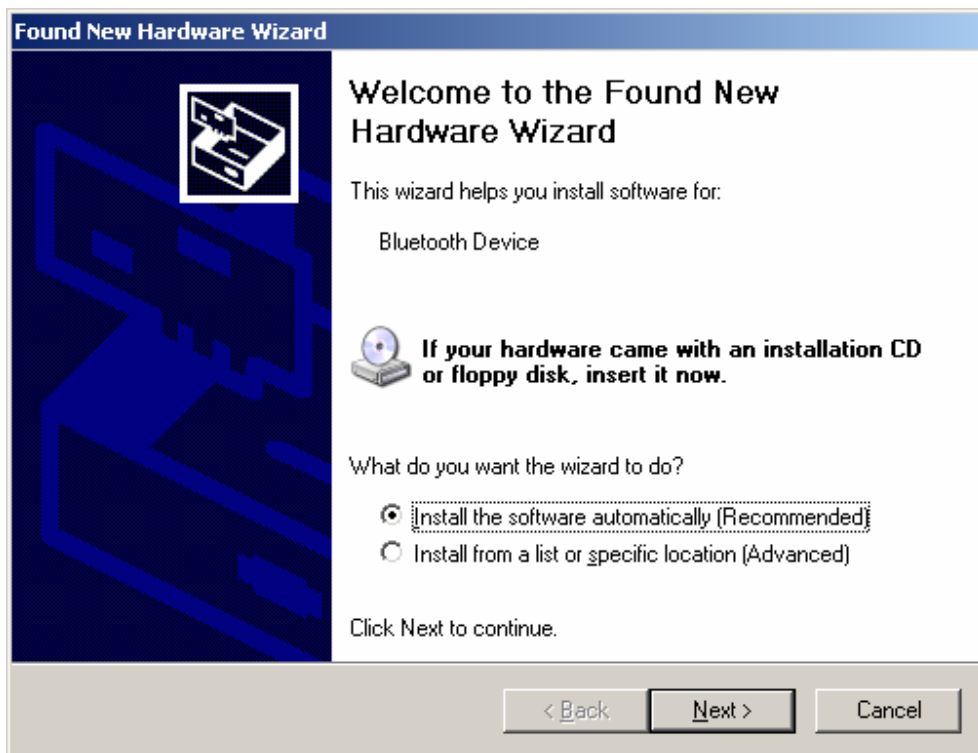 Found New Hardware Wizard
Welcome to the Found New
Hardware Wizard
This wizard helps you install software for:
Bluetooth Device
If your hardware came with an installation CD
or floppy disk, insert it now.
What do you want the wizard to do?
Install the software automatically (Recommended)
Install from a list or specific location (Advanced)
Click Next to continue.
< Back Next > Cancel